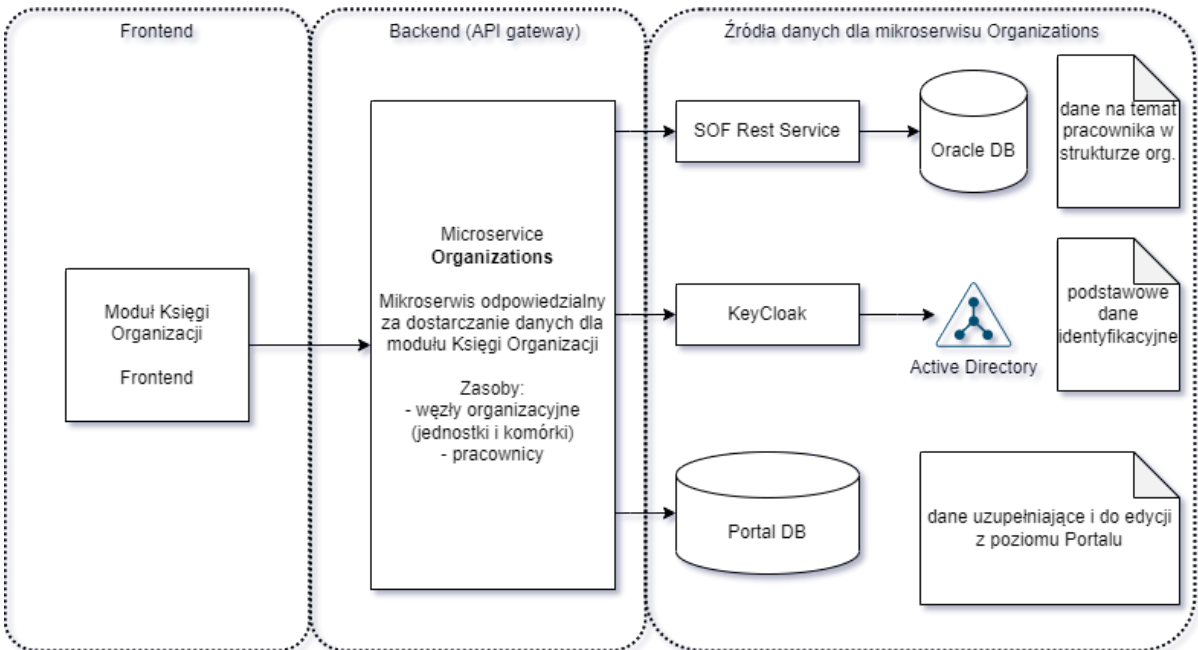 Frontend
Backend (API gateway)
Źródła danych dla mikroserwisu Organizations
Moduł Księgi
Organizacji
Frontend
Microservice
Organizations
Mikroserwis odpowiedzialny
za dostarczanie danych dla
modułu Księgi Organizacji
Zasoby:
- węzły organizacyjne
(jednostki i komórki)
- pracownicy
SOF Rest Service
Oracle DB
dane na temat
pracownika w
strukturze org.
KeyCloak
Active Directory
podstawowe
dane
identyfikacyjne
Portal DB
dane uzupełniające i do edycji
z poziomu Portalu